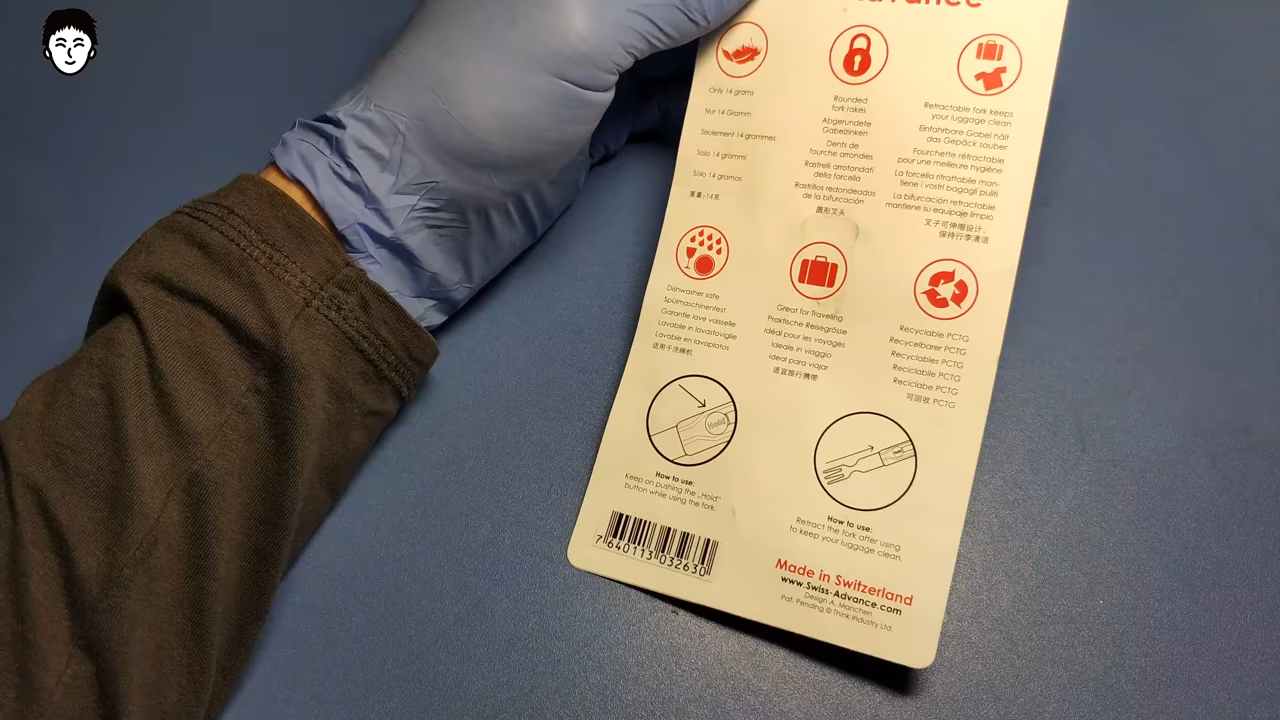 Only 14 grams
Nur 14 Gramm
Seulement 14 grammes
Solo 14 grammi
Sólo 14 gramos
重量:14克
Rounded
fork rakes
Abgerundete
Gabelzinken
Dents de
fourche arrondies
Rastrelli arrotondati
della forcella
Rastrillos redondeados
de la bifurcación
圆形叉头
Retractable fork keeps
your luggage clean
Einfahrbare Gabel hält
das Gepäck sauber
Fourchette rétractable
pour une meilleure hygiène
La forcella ritrattabile man-
tiene i vostri bagagli puliti
La bifurcación retractable
mantiene su equipaje limpio
叉子可伸缩设计,
保持行李清洁
Dishwasher safe
Spülmaschinenfest
Garantie lave vaisselle
Lavabile in lavastoviglie
Lavable en lavaplatos
适用于洗碗机
Great for Traveling
Praktische Reisegrösse
Idéal pour les voyages
Ideale in viaggio
Ideal para viajar
适宜旅行携带
Recyclable PCTG
Recycelbarer PCTG
Recyclables PCTG
Reciclabile PCTG
Reciclabe PCTG
可回收 PCTG
Hold
How to use:
Keep on pushing the „Hold"
button while using the fork.
How to use:
Retract the fork after using
to keep your luggage clean.
7 640113 032630
Made in Switzerland
www.Swiss-Advance.com
Design A. Manchen
Pat. Pending © Think.Industry Ltd.